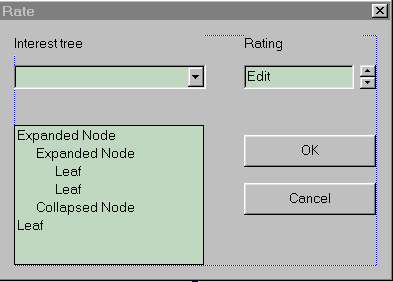 Rate
Interest tree
Rating
Edit
Expanded Node
Expanded Node
Leaf
Leaf
Collapsed Node
Leaf
OK
Cancel